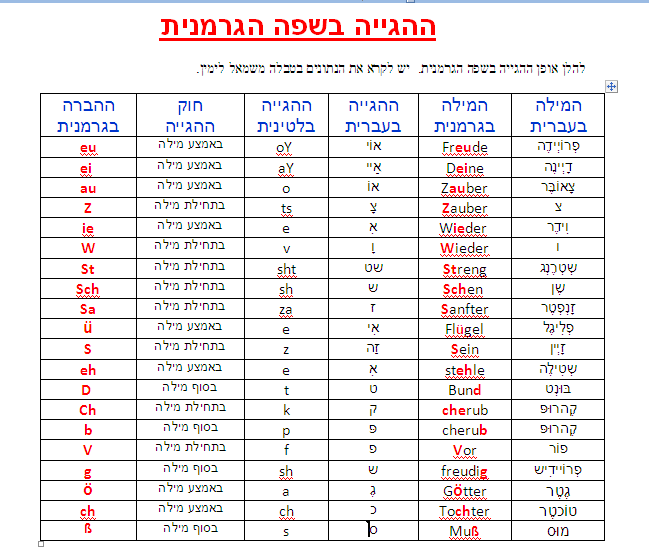 ההגייה בשפה הגרמנית
להלן אופן ההגייה בשפה הגרמנית. יש לקרא את הנתונים בטבלה משמאל לימין.
ההברה חוק ההגייה ההגייה המילה המילה
בגרמנית ההגייה בלטינית בעברית בגרמנית בעברית
eu באמצע מילה oY אוֹי Freude פְרוֹיְידֶה
ei באמצע מילה aY אַיי Deine דַיְינֶה
au באמצע מילה o אוֹ Zauber צַאוֹבֶּר
Z בתחילת מילה ts צָ Zauber צ
ie באמצע מילה e אִ Wieder וִידֶר
W בתחילת מילה v וָ Wieder ו
St בתחילת מילה sht שט Streng שְטְרֶנְג
Sch בתחילת מילה sh ש Schen שֶן
Sa בתחילת מילה za ז Sanfter זַנְפְטֶר
ü באמצע מילה e אִי Flügel פְלִיגֶל
S בתחילת מילה z זֶה Sein זַיְין
eh באמצע מילה e אִ stehle שְטִילֶה
D בסוף מילה t ט Bund בּוּנְט
Ch בתחילת מילה k ק cherub קֶהרוּפּ
b בסוף מילה p פּ cherub קֶהרוּפּ
V בתחילת מילה f פ Vor פוֹר
g בסוף מילה sh ש freudig פְרוֹיידִיש
Ö באמצע מילה a גֶ Götter גֶטֶר
ch באמצע מילה ch כ Tochter טוֹכטֶר
ß בסוף מילה s ס Muß מוּס